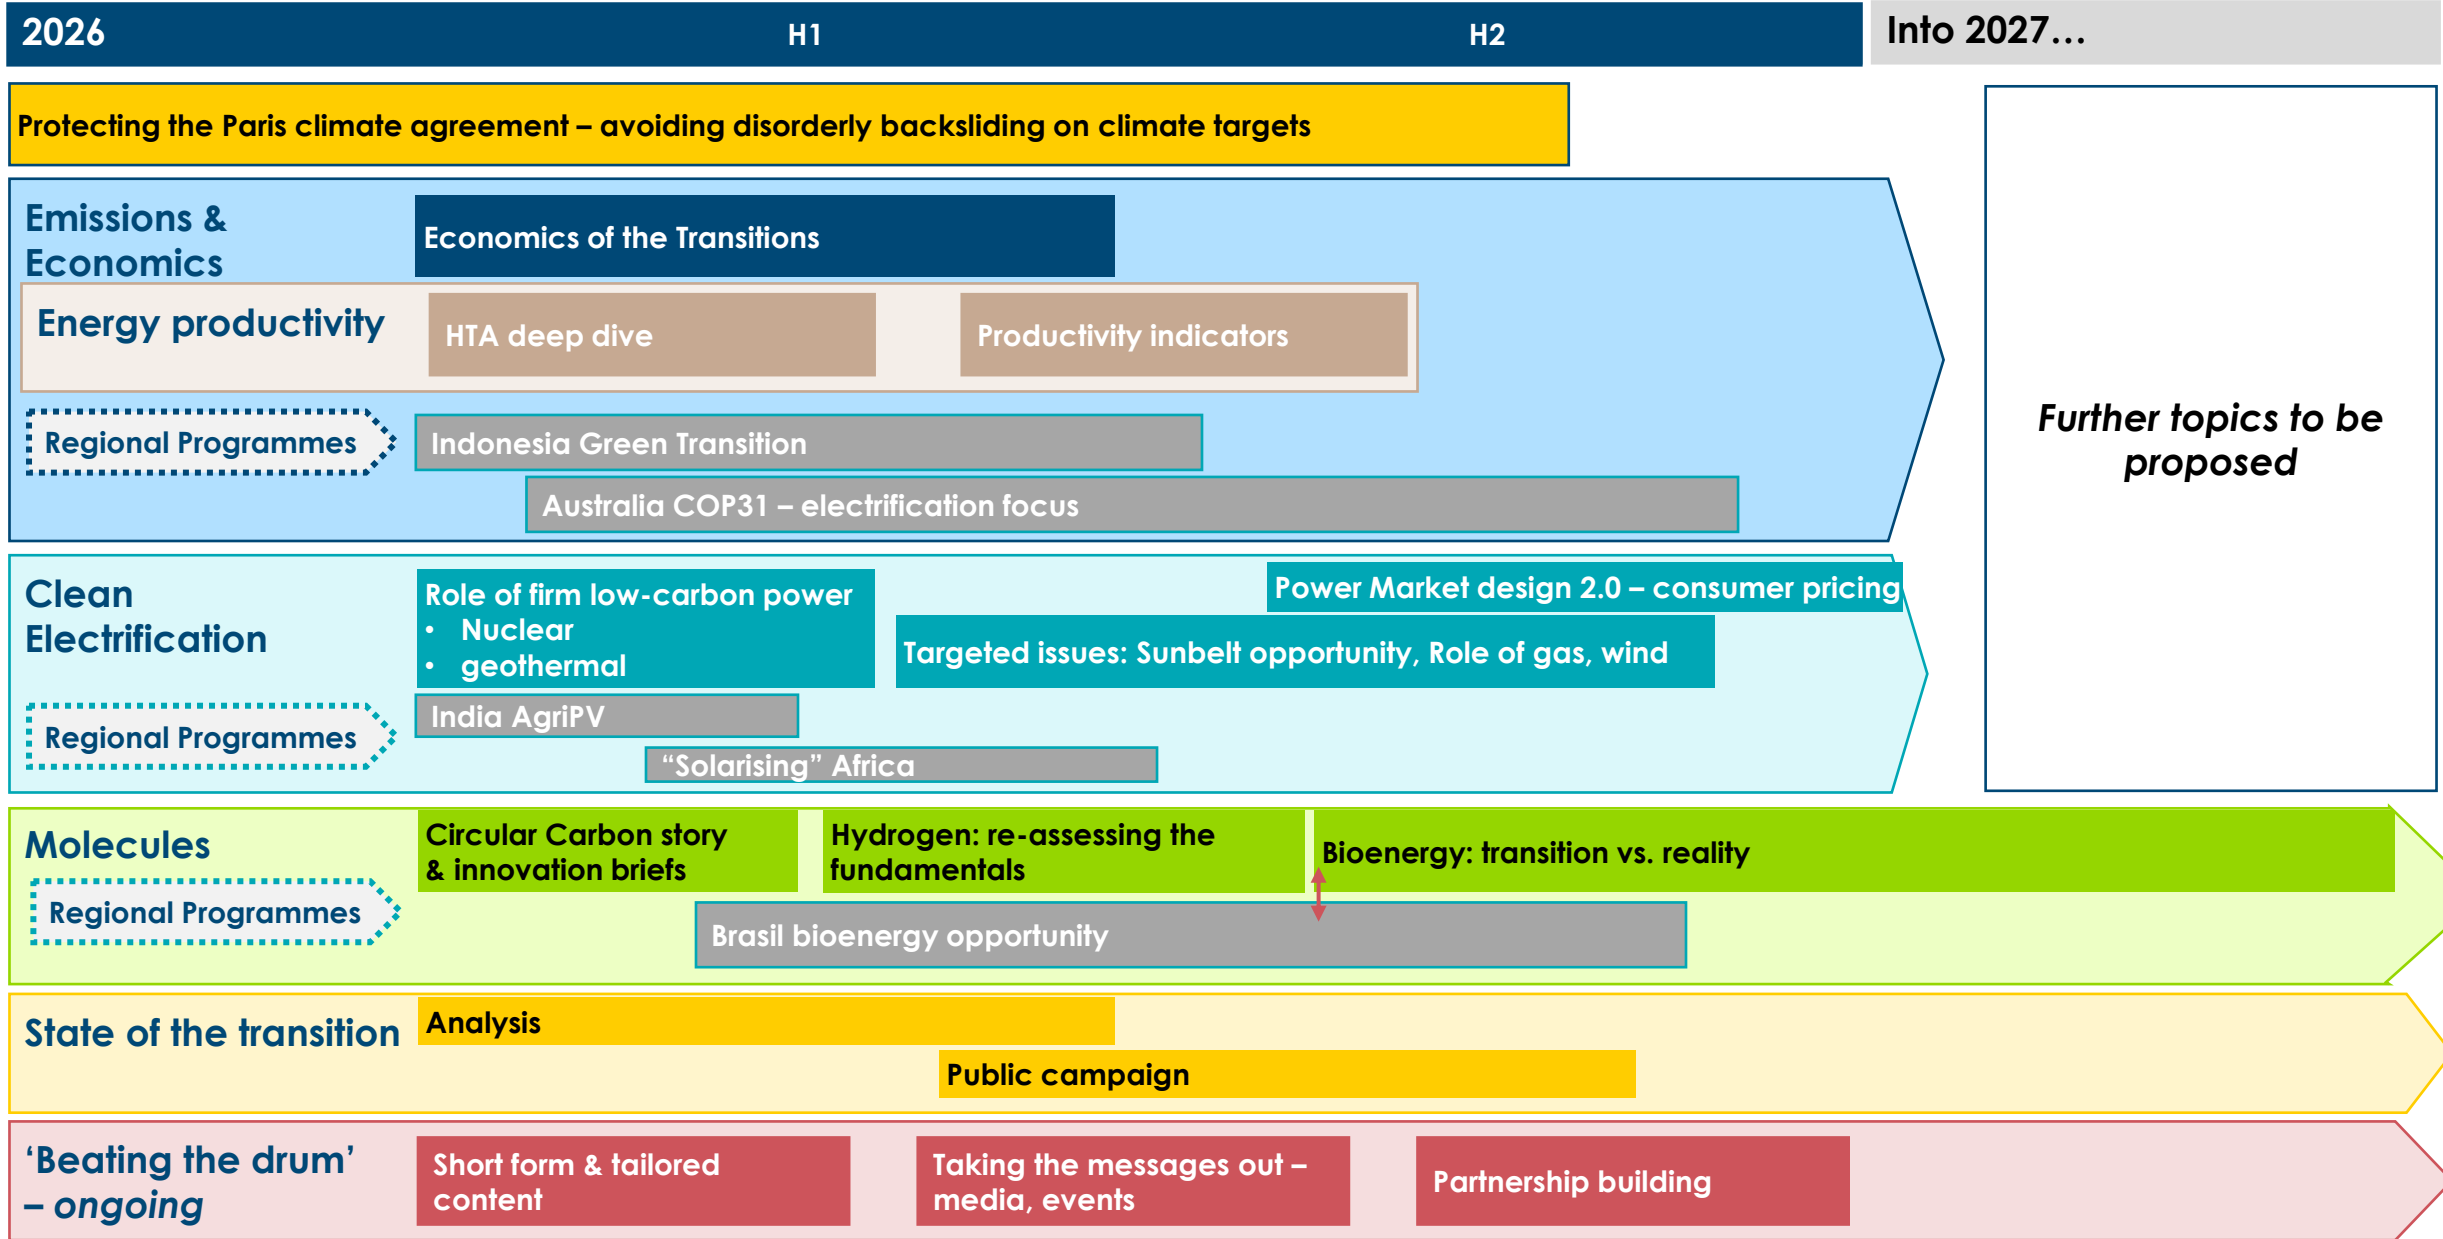 2026
H1
H2
Into 2027…
Protecting the Paris climate agreement – avoiding disorderly backsliding on climate targets
Emissions &
Economics
Economics of the Transitions
Energy productivity
HTA deep dive
Productivity indicators
Regional Programmes
Indonesia Green Transition
Australia COP31 – electrification focus
Further topics to be
proposed
Clean
Electrification
Role of firm low-carbon power
• Nuclear
• geothermal
Power Market design 2.0 – consumer pricing
Targeted issues: Sunbelt opportunity, Role of gas, wind
Regional Programmes
India AgriPV
“Solarising” Africa
Molecules
Circular Carbon story
& innovation briefs
Hydrogen: re-assessing the
fundamentals
Bioenergy: transition vs. reality
Regional Programmes
Brasil bioenergy opportunity
State of the transition
Analysis
Public campaign
‘Beating the drum’
– ongoing
Short form & tailored
content
Taking the messages out –
media, events
Partnership building